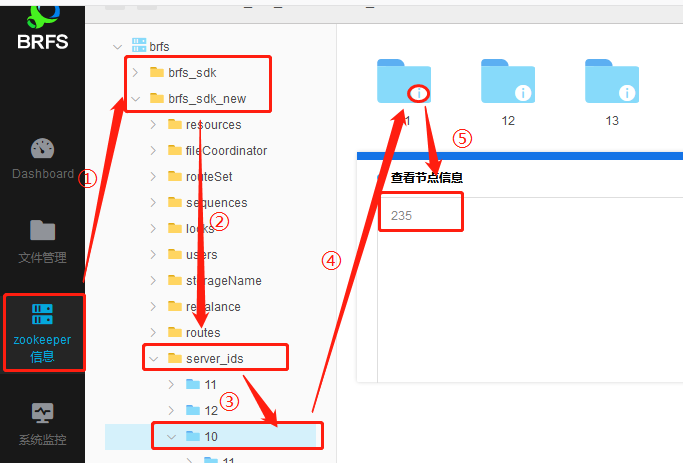 BRFS
Dashboard
文件管理
zookeeper
信息
系统监控
brfs
brfs_sdk
brfs_sdk_new
resources
fileCoordinator
routeSet
sequences
locks
users
storageName
rebalance
routes
server_ids
11
12
10
11
①
②
③
④
⑤
11
12
13
查看节点信息
235